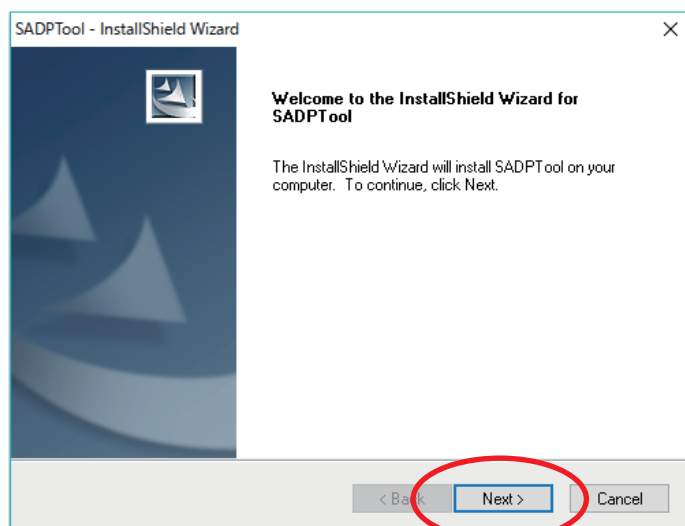 SADPTool - InstallShield Wizard
Welcome to the InstallShield Wizard for
SADPTool
The InstallShield Wizard will install SADPTool on your
computer. To continue, click Next.
< Back
Next >
Cancel